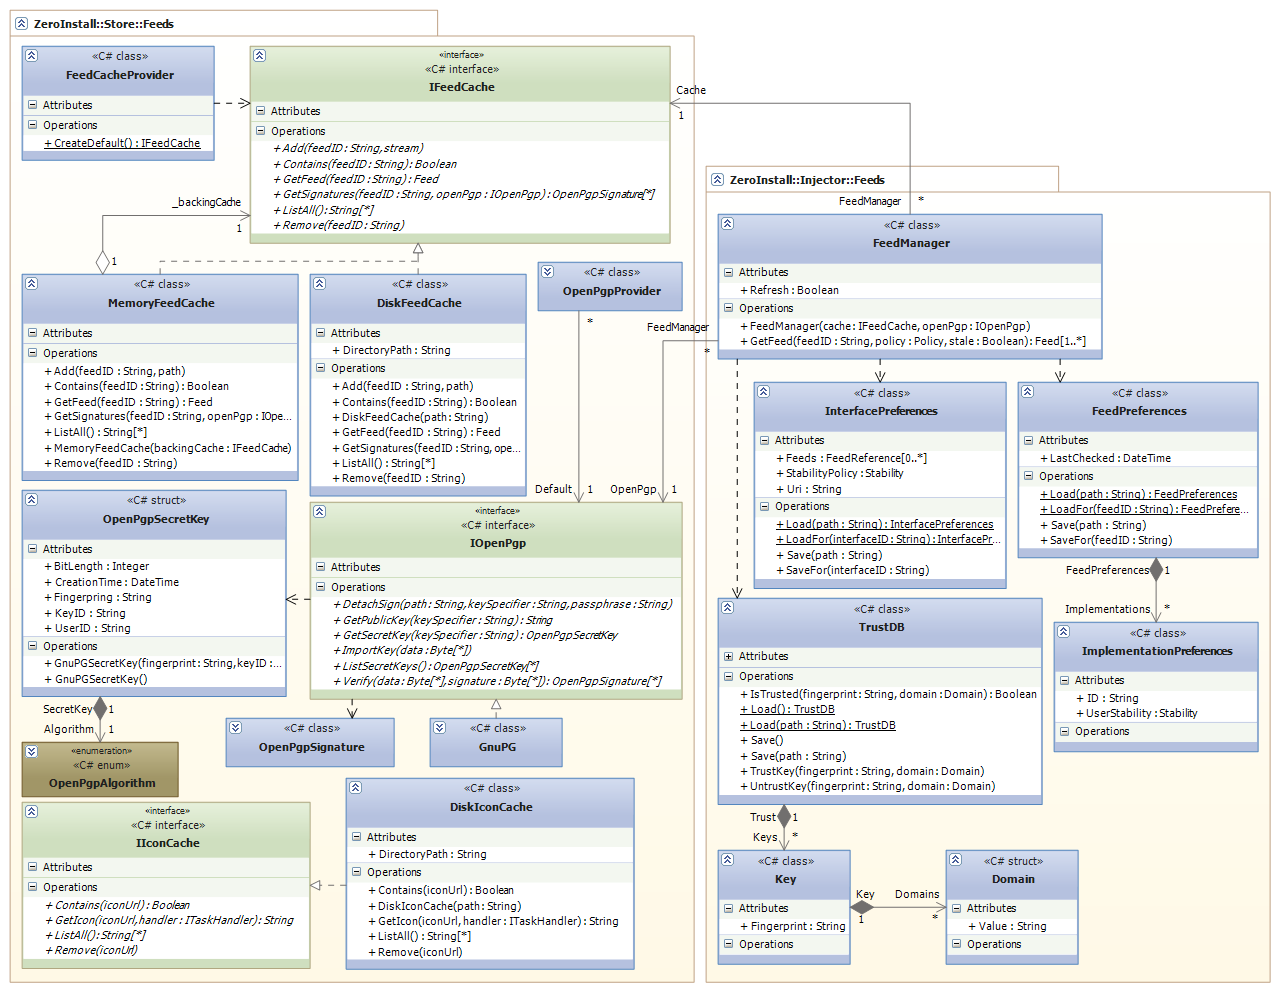 ZeroInstall::Store::Feeds
«C# class»
FeedCacheProvider
Attributes
Operations
+ CreateDefault() : IFeedCache
«interface»
«C# interface»
IFeedCache
Attributes
Operations
+ Add(feedID : String, stream)
+ Contains(feedID : String) : Boolean
+ GetFeed(feedID : String) : Feed
+ GetSignatures(feedID : String, openPgp : IOpenPgp) : OpenPgpSignature[*]
+ ListAll() : String[*]
+ Remove(feedID : String)
Cache
1
_backingCache
1
1
«C# class»
MemoryFeedCache
Attributes
Operations
+ Add(feedID : String, path)
+ Contains(feedID : String) : Boolean
+ GetFeed(feedID : String) : Feed
+ GetSignatures(feedID : String, openPgp : IOpe...
+ ListAll() : String[*]
+ MemoryFeedCache(backingCache : IFeedCache)
+ Remove(feedID : String)
«C# class»
DiskFeedCache
Attributes
+ DirectoryPath : String
Operations
+ Add(feedID : String, path)
+ Contains(feedID : String) : Boolean
+ DiskFeedCache(path : String)
+ GetFeed(feedID : String) : Feed
+ GetSignatures(feedID : String, ope...
+ ListAll() : String[*]
+ Remove(feedID : String)
«C# class»
OpenPgpProvider
*
Default
1
FeedManager
*
OpenPgp
1
«C# struct»
OpenPgpSecretKey
Attributes
+ BitLength : Integer
+ CreationTime : DateTime
+ Fingerpring : String
+ KeyID : String
+ UserID : String
Operations
+ GnuPGSecretKey(fingerprint : String, keyID : ...
+ GnuPGSecretKey()
SecretKey
1
Algorithm
1
«enumeration»
«C# enum»
OpenPgpAlgorithm
«interface»
«C# interface»
IOpenPgp
Attributes
Operations
+ DetachSign(path : String, keySpecifier : String, passphrase : String)
+ GetPublicKey(keySpecifier : String) : String
+ GetSecretKey(keySpecifier : String) : OpenPgpSecretKey
+ ImportKey(data : Byte[*])
+ ListSecretKeys() : OpenPgpSecretKey[*]
+ Verify(data : Byte[*], signature : Byte[*]) : OpenPgpSignature[*]
«C# class»
OpenPgpSignature
«C# class»
GnuPG
«interface»
«C# interface»
IIconCache
Attributes
Operations
+ Contains(iconUrl) : Boolean
+ GetIcon(iconUrl, handler : ITaskHandler) : String
+ ListAll() : String[*]
+ Remove(iconUrl)
«C# class»
DiskIconCache
Attributes
+ DirectoryPath : String
Operations
+ Contains(iconUrl) : Boolean
+ DiskIconCache(path : String)
+ GetIcon(iconUrl, handler : ITaskHandler) : String
+ ListAll() : String[*]
+ Remove(iconUrl)
ZeroInstall::Injector::Feeds
FeedManager
*
«C# class»
FeedManager
Attributes
+ Refresh : Boolean
Operations
+ FeedManager(cache : IFeedCache, openPgp : IOpenPgp)
+ GetFeed(feedID : String, policy : Policy, stale : Boolean) : Feed[1..*]
«C# class»
InterfacePreferences
Attributes
+ Feeds : FeedReference[0..*]
+ StabilityPolicy : Stability
+ Uri : String
Operations
+ Load(path : String) : InterfacePreferences
+ LoadFor(interfaceID : String) : InterfacePr...
+ Save(path : String)
+ SaveFor(interfaceID : String)
«C# class»
FeedPreferences
Attributes
+ LastChecked : DateTime
Operations
+ Load(path : String) : FeedPreferences
+ LoadFor(feedID : String) : FeedPrefere...
+ Save(path : String)
+ SaveFor(feedID : String)
FeedPreferences
1
Implementations
*
«C# class»
ImplementationPreferences
Attributes
+ ID : String
+ UserStability : Stability
Operations
«C# class»
TrustDB
Attributes
Operations
+ IsTrusted(fingerprint : String, domain : Domain) : Boolean
+ Load() : TrustDB
+ Load(path : String) : TrustDB
+ Save()
+ Save(path : String)
+ TrustKey(fingerprint : String, domain : Domain)
+ UntrustKey(fingerprint : String, domain : Domain)
Trust
1
Keys
*
«C# class»
Key
Attributes
+ Fingerprint : String
Operations
Key
1
Domains
*
«C# struct»
Domain
Attributes
+ Value : String
Operations